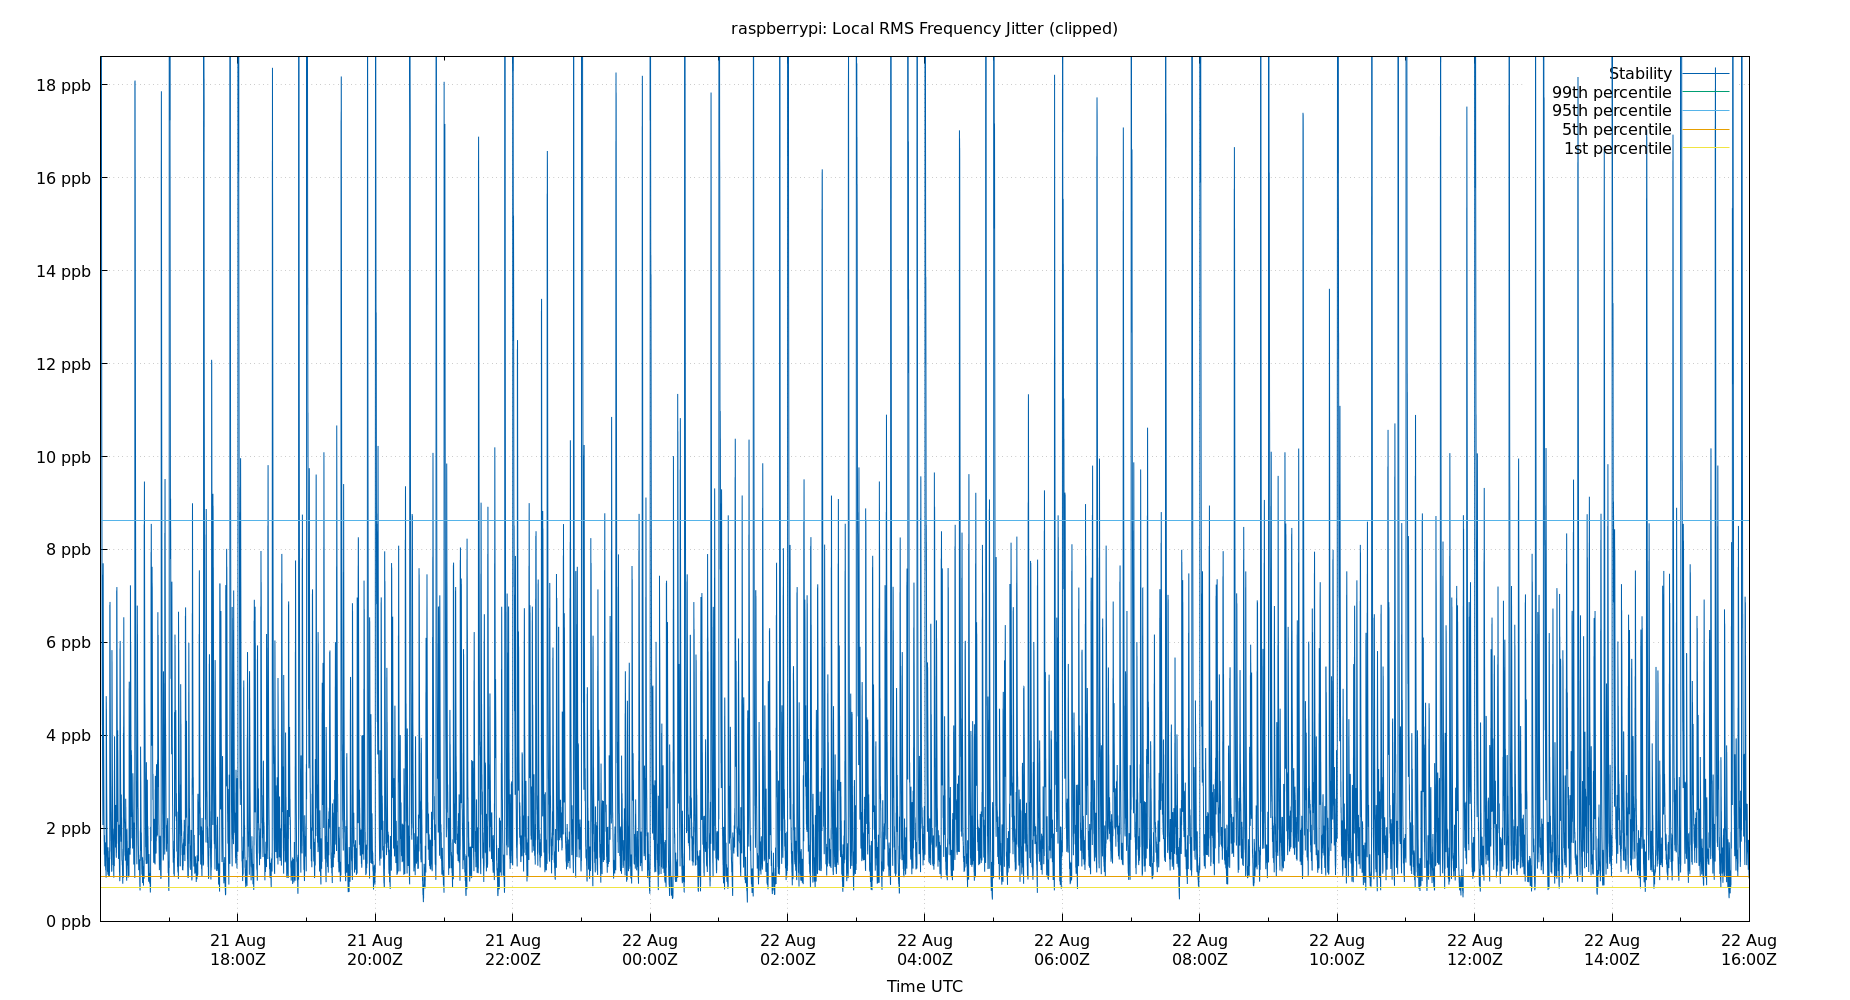 raspberrypi: Local RMS Frequency Jitter (clipped)
18 ppb
16 ppb
14 ppb
12 ppb
10 ppb
8 ppb
6 ppb
4 ppb
2 ppb
0 ppb
Stability
99th percentile
95th percentile
5th percentile
1st percentile
21 Aug 21 Aug 21 Aug 22 Aug 22 Aug 22 Aug 22 Aug 22 Aug 22 Aug 22 Aug 22 Aug 22 Aug
18:00Z 20:00Z 22:00Z 00:00Z 02:00Z 04:00Z 06:00Z 08:00Z 10:00Z 12:00Z 14:00Z 16:00Z
Time UTC